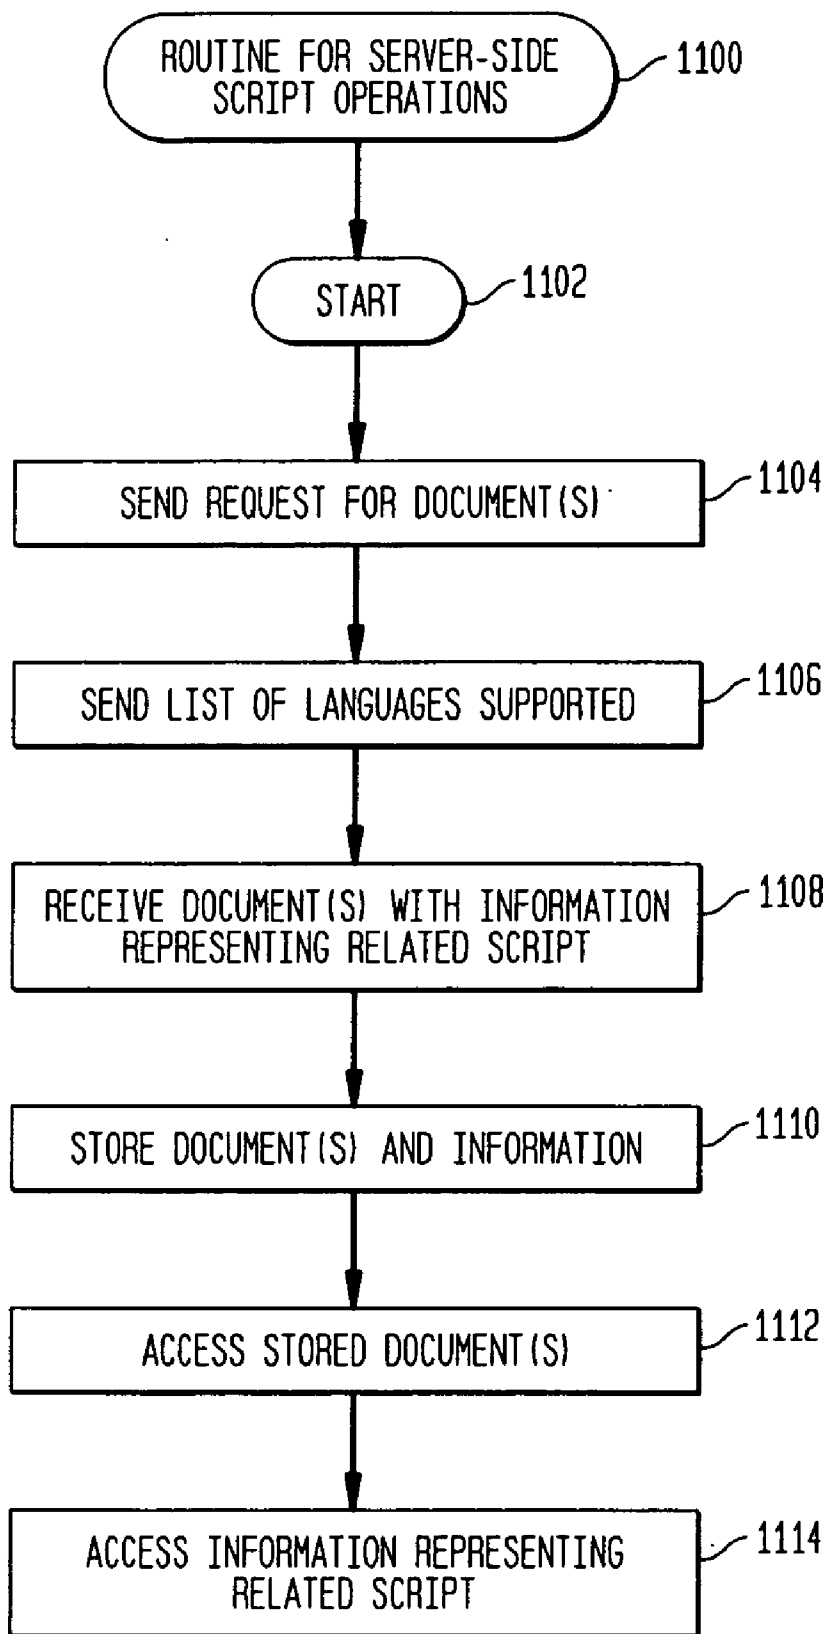 ROUTINE FOR SERVER-SIDE
SCRIPT OPERATIONS
1100
START
1102
SEND REQUEST FOR DOCUMENT(S)
1104
SEND LIST OF LANGUAGES SUPPORTED
1106
RECEIVE DOCUMENT(S) WITH INFORMATION
REPRESENTING RELATED SCRIPT
1108
STORE DOCUMENT(S) AND INFORMATION
1110
ACCESS STORED DOCUMENT(S)
1112
ACCESS INFORMATION REPRESENTING
RELATED SCRIPT
1114